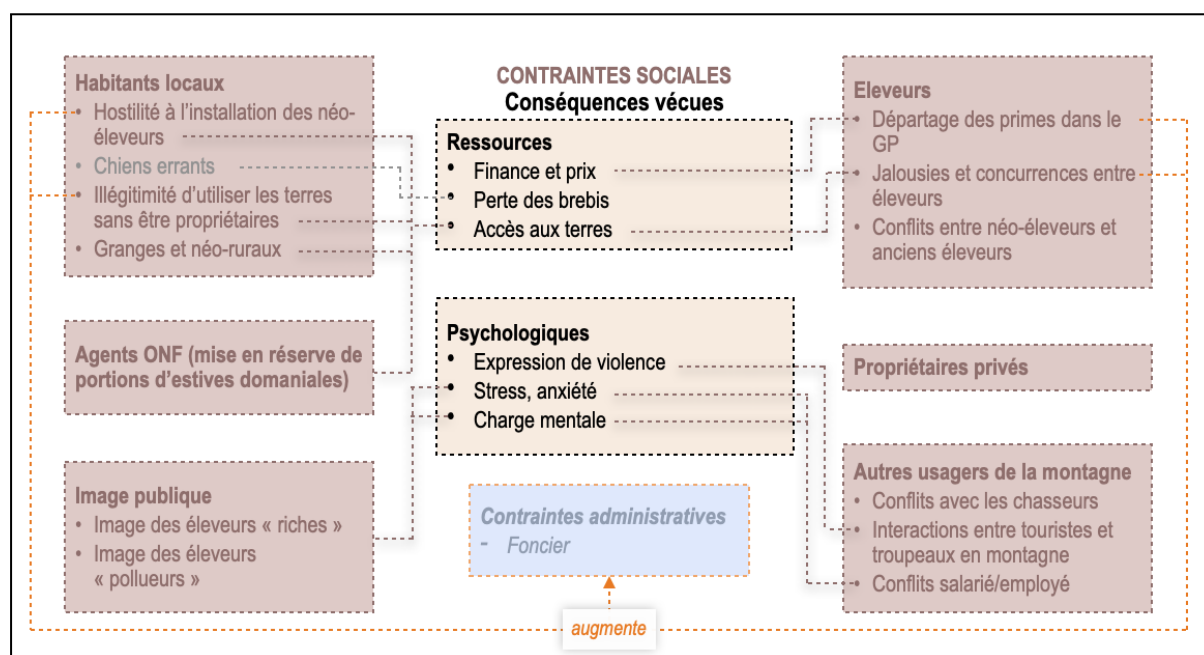 Habitants locaux
• Hostilité à l'installation des néo-
éleveurs
• Chiens errants
• Illégitimité d'utiliser les terres
sans être propriétaires
• Granges et néo-ruraux
Agents ONF (mise en réserve de
portions d'estives domaniales)
Image publique
• Image des éleveurs « riches »
• Image des éleveurs
« pollueurs »
CONTRAINTES SOCIALES
Conséquences vécues
Ressources
• Finance et prix
• Perte des brebis
• Accès aux terres
Psychologiques
• Expression de violence
• Stress, anxiété
• Charge mentale
Contraintes administratives
- Foncier
augmente
Eleveurs
• Départage des primes dans le
GP
• Jalousies et concurrences entre
éleveurs
• Conflits entre néo-éleveurs et
anciens éleveurs
Propriétaires privés
Autres usagers de la montagne
• Conflits avec les chasseurs
• Interactions entre touristes et
troupeaux en montagne
• Conflits salarié/employé